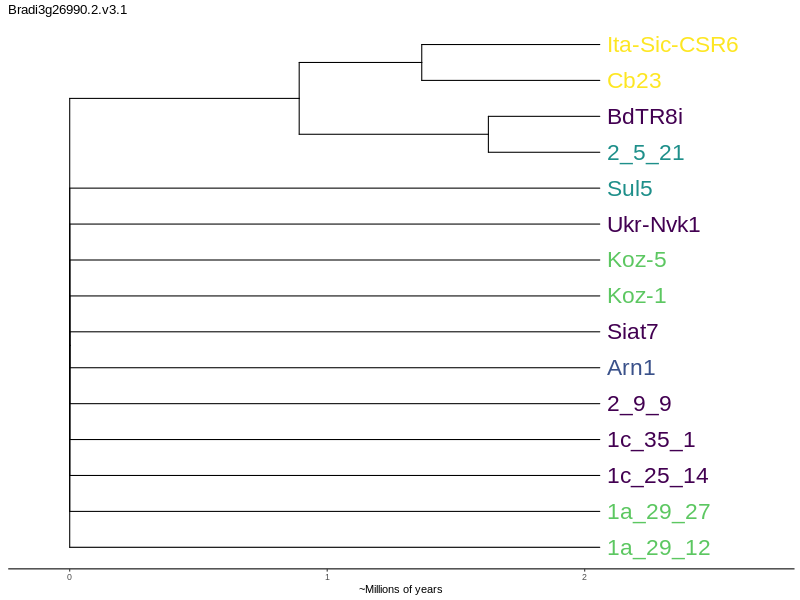 Bradi3g26990.2.v3.1
Ita-Sic-CSR6
Cb23
BdTR8i
2_5_21
Sul5
Ukr-Nvk1
Koz-5
Koz-1
Siat7
Arn1
2_9_9
1c_35_1
1c_25_14
1a_29_27
1a_29_12
0 1 2
~Millions of years